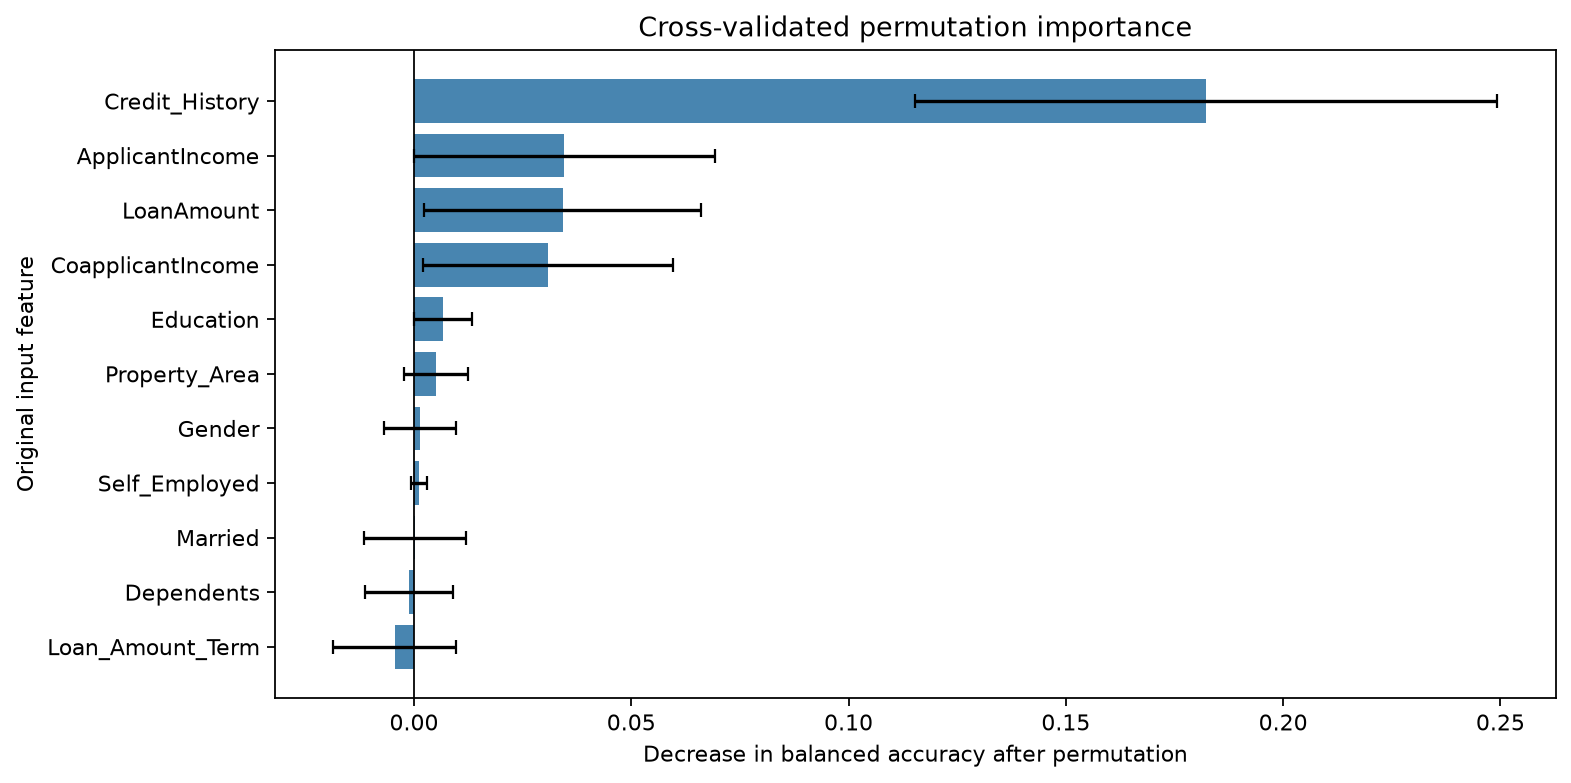 Cross-validated permutation importance
Original input feature
Credit_History
ApplicantIncome
LoanAmount
CoapplicantIncome
Education
Property_Area
Gender
Self_Employed
Married
Dependents
Loan_Amount_Term
0.00 0.05 0.10 0.15 0.20 0.25
Decrease in balanced accuracy after permutation